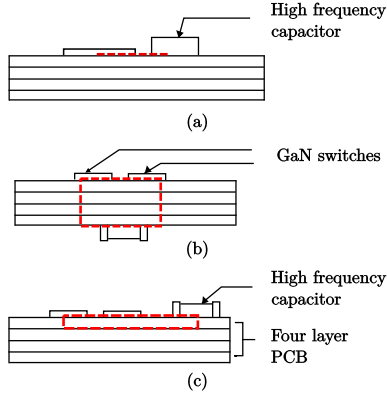 High frequency
capacitor
(a)
GaN switches
(b)
High frequency
capacitor
Four layer
PCB
(c)